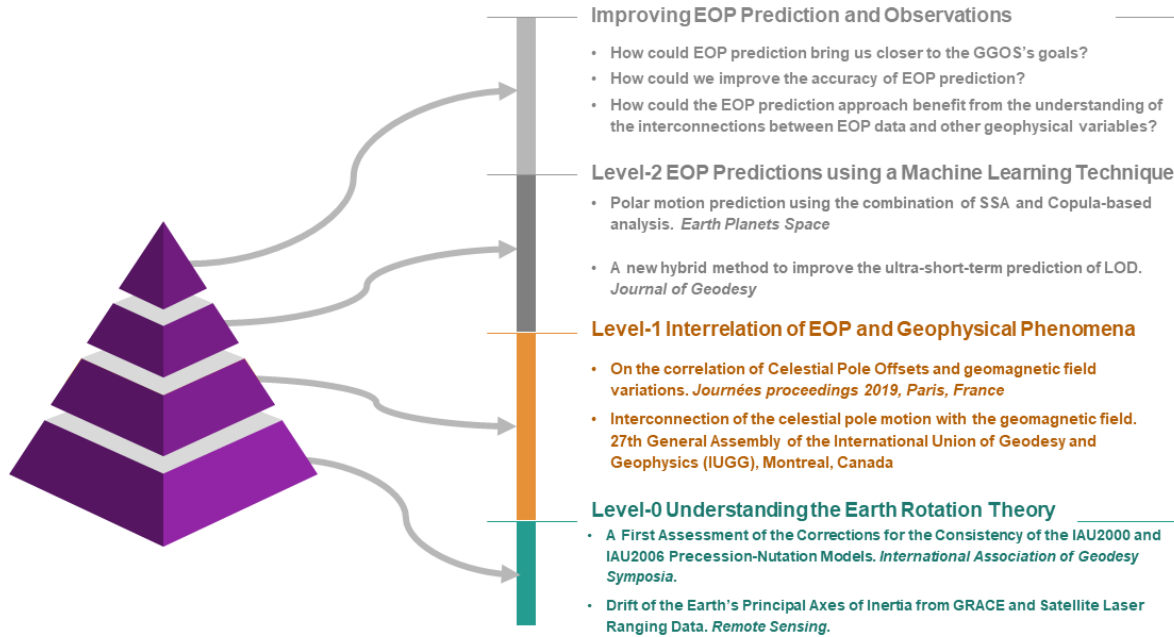 Improving EOP Prediction and Observations
• How could EOP prediction bring us closer to the GGOS's goals?
• How could we improve the accuracy of EOP prediction?
• How could the EOP prediction approach benefit from the understanding of
the interconnections between EOP data and other geophysical variables?
Level-2 EOP Predictions using a Machine Learning Technique
• Polar motion prediction using the combination of SSA and Copula-based
analysis. Earth Planets Space
• A new hybrid method to improve the ultra-short-term prediction of LOD.
Journal of Geodesy
Level-1 Interrelation of EOP and Geophysical Phenomena
• On the correlation of Celestial Pole Offsets and geomagnetic field
variations. Journées proceedings 2019, Paris, France
• Interconnection of the celestial pole motion with the geomagnetic field.
27th General Assembly of the International Union of Geodesy and
Geophysics (IUGG), Montreal, Canada
Level-0 Understanding the Earth Rotation Theory
• A First Assessment of the Corrections for the Consistency of the IAU2000 and
IAU2006 Precession-Nutation Models. International Association of Geodesy
Symposia.
• Drift of the Earth's Principal Axes of Inertia from GRACE and Satellite Laser
Ranging Data. Remote Sensing.